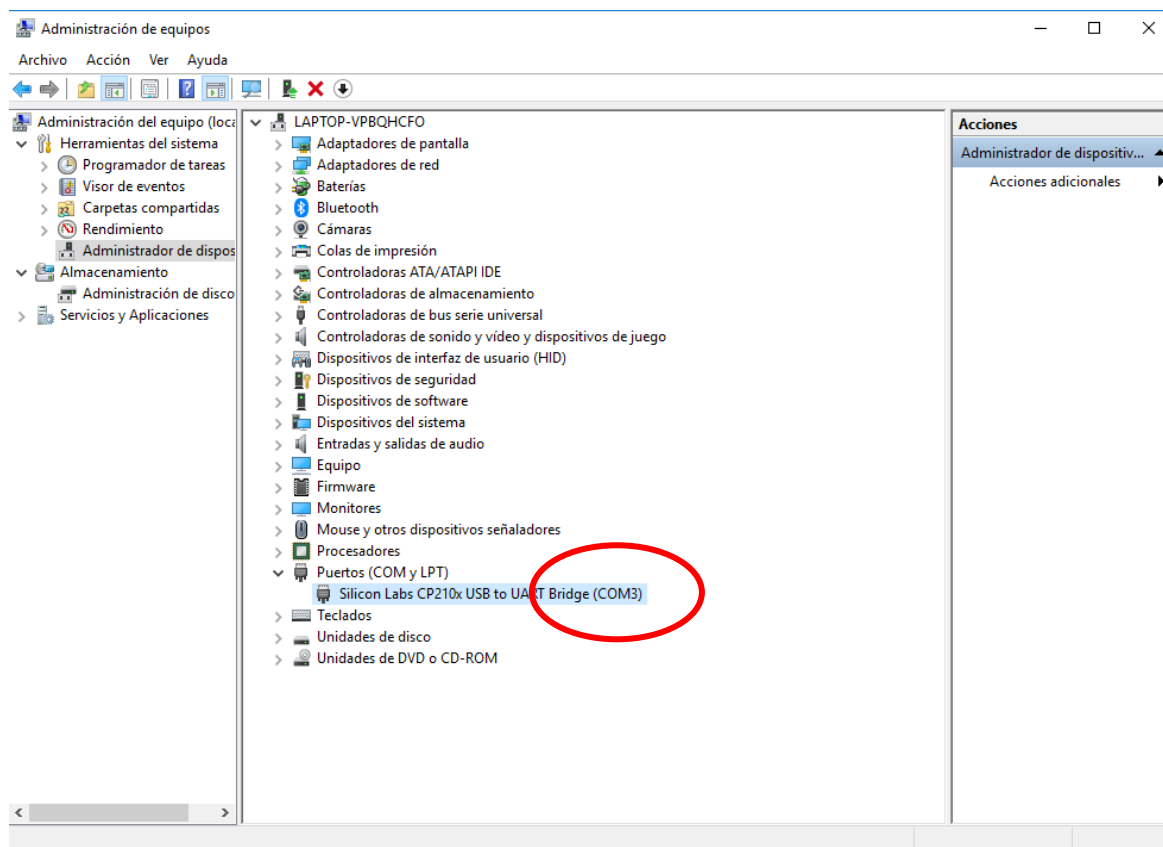 Administración de equipos
Archivo Acción Ver Ayuda
Administración del equipo (loca
Herramientas del sistema
Programador de tareas
Visor de eventos
Carpetas compartidas
Rendimiento
Administrador de dispos
Almacenamiento
Administración de disco
Servicios y Aplicaciones
LAPTOP-VPBQHCFO
Adaptadores de pantalla
Adaptadores de red
Baterías
Bluetooth
Cámaras
Colas de impresión
Controladoras ATA/ATAPI IDE
Controladoras de almacenamiento
Controladoras de bus serie universal
Controladoras de sonido y vídeo y dispositivos de juego
Dispositivos de interfaz de usuario (HID)
Dispositivos de seguridad
Dispositivos de software
Dispositivos del sistema
Entradas y salidas de audio
Equipo
Firmware
Monitores
Mouse y otros dispositivos señaladores
Procesadores
Puertos (COM y LPT)
Silicon Labs CP210x USB to UART Bridge (COM3)
Teclados
Unidades de disco
Unidades de DVD o CD-ROM
Acciones
Administrador de dispositiv...
Acciones adicionales